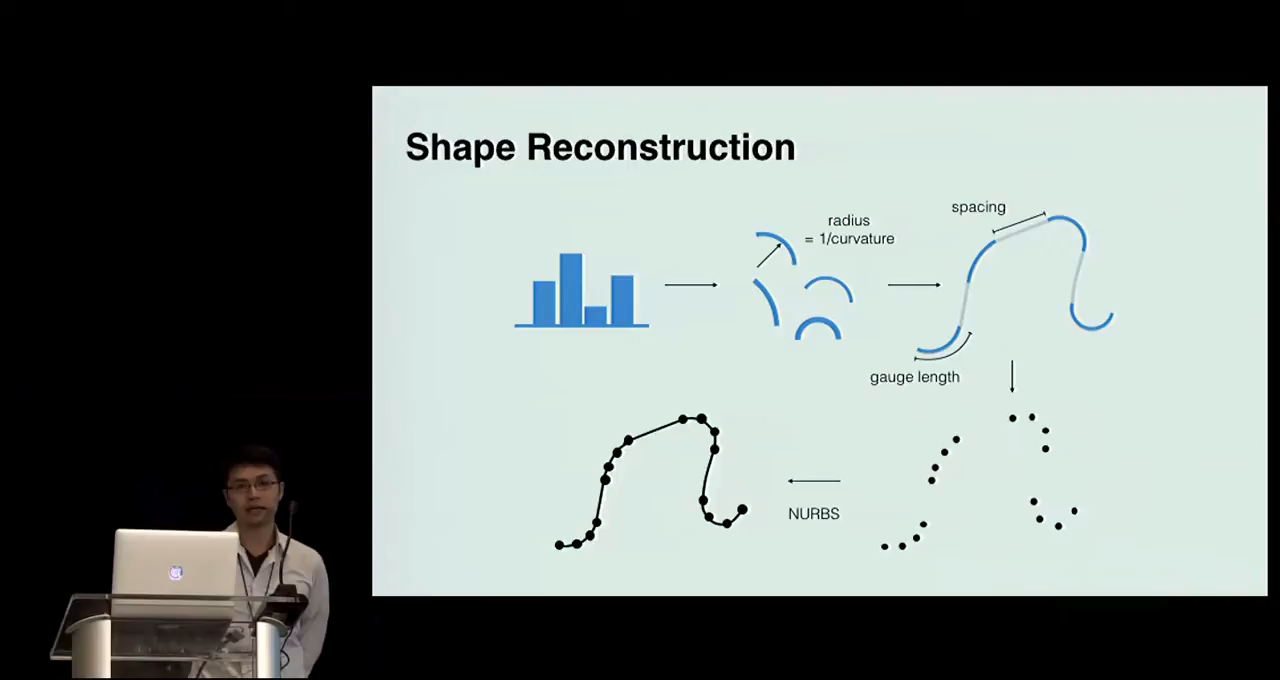 Shape Reconstruction
radius
= 1/curvature
spacing
gauge length
NURBS